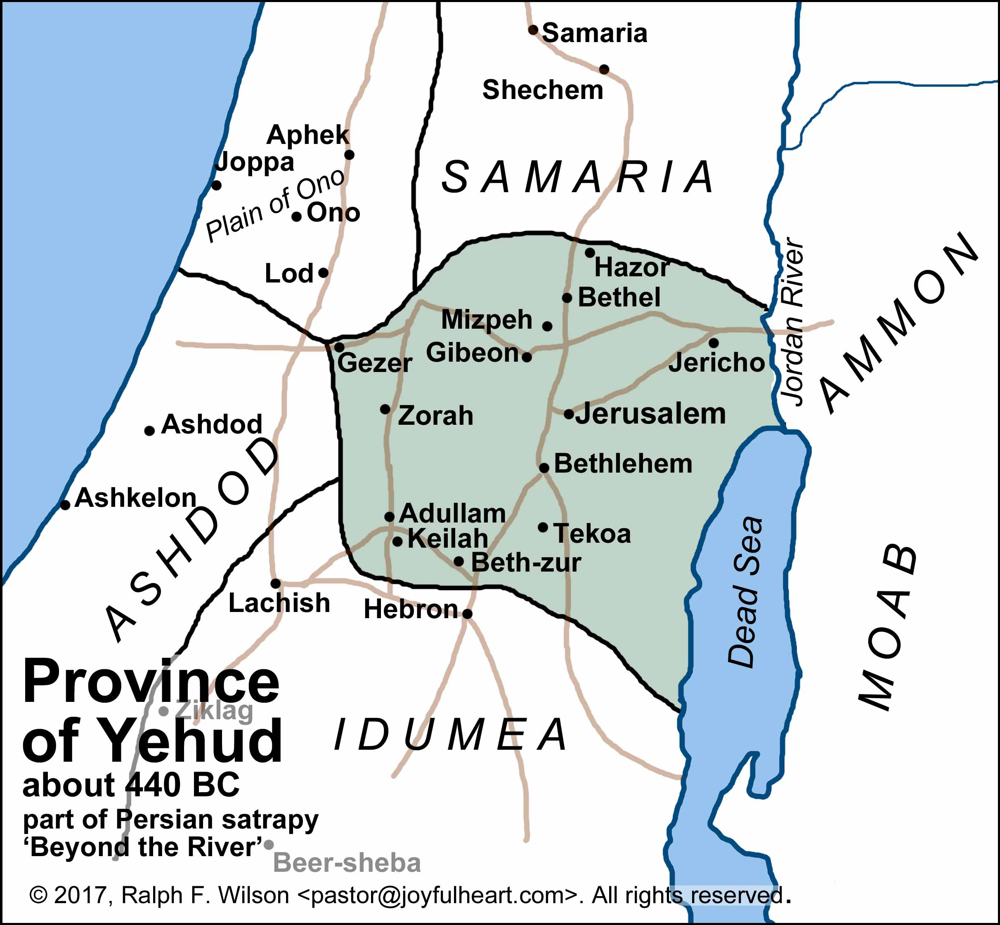 Samaria
Shechem
Aphek
Joppa
Plain of Ono
Ono
SAMARIA
Lod
Hazor
Bethel
Mizpeh
Gibeon
Gezer
Jericho
Jordan River
AMMON
Zorah
Jerusalem
Ashdod
Bethlehem
Ashkelon
ASHDOD
Adullam
Keilah
Tekoa
Beth-zur
Dead Sea
MOAB
Lachish
Hebron
Province
Ziklag
of Yehud
IDUMEA
about 440 BC
part of Persian satrapy
‘Beyond the River’
Beer-sheba
© 2017, Ralph F. Wilson <pastor@joyfulheart.com>. All rights reserved.